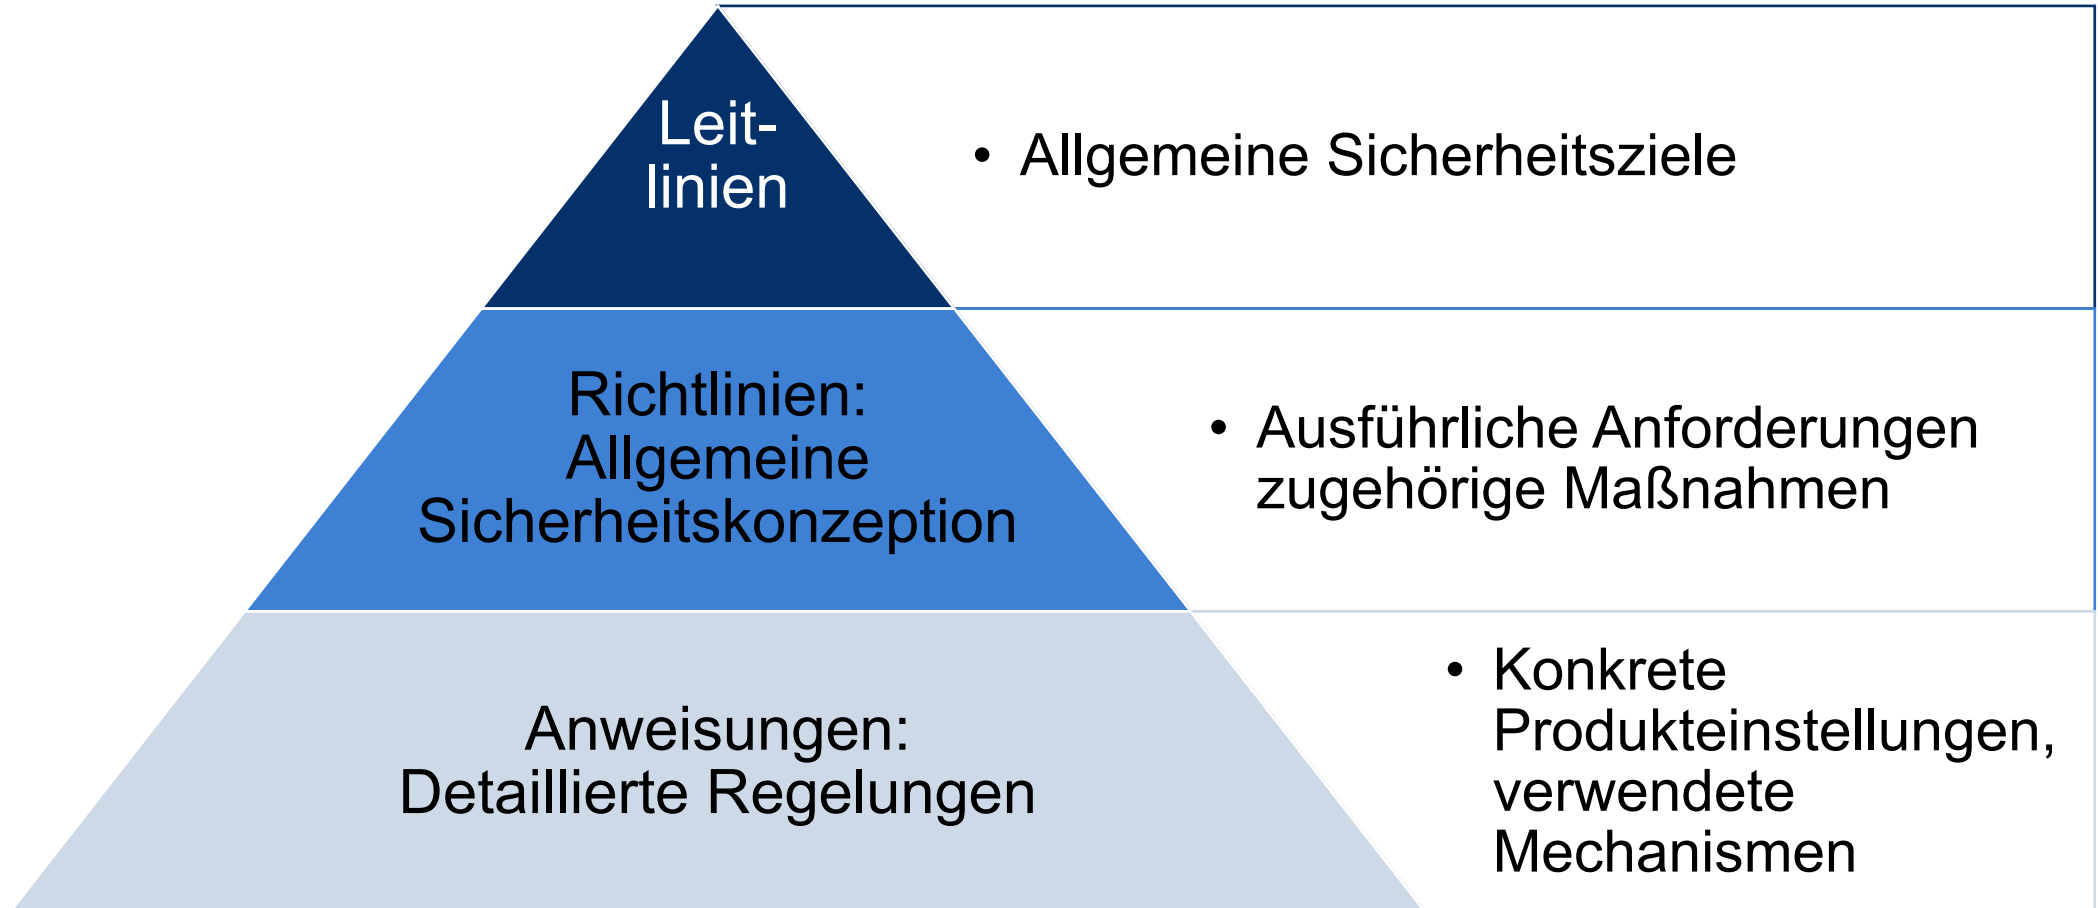 Leit-
linien
• Allgemeine Sicherheitsziele
Richtlinien:
Allgemeine
Sicherheitskonzeption
• Ausführliche Anforderungen
zugehörige Maßnahmen
Anweisungen:
Detaillierte Regelungen
• Konkrete
Produkteinstellungen,
verwendete
Mechanismen